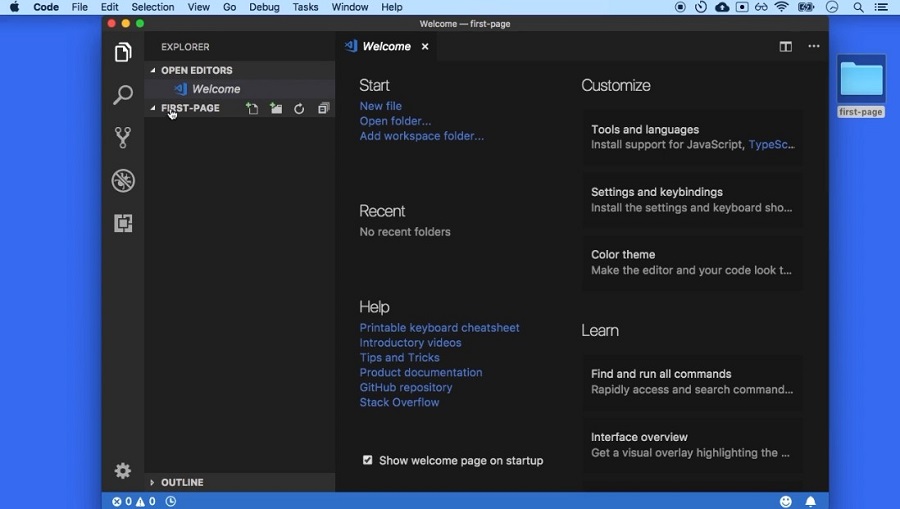 Code File Edit Selection View Go Debug Tasks Window Help
Welcome — first-page
EXPLORER
OPEN EDITORS
Welcome
FIRST-PAGE
OUTLINE
Welcome
Start
New file
Open folder...
Add workspace folder...
Recent
No recent folders
Help
Printable keyboard cheatsheet
Introductory videos
Tips and Tricks
Product documentation
GitHub repository
Stack Overflow
Show welcome page on startup
Customize
Tools and languages
Install support for JavaScript, TypeSc...
Settings and keybindings
Install the settings and keyboard sho...
Color theme
Make the editor and your code look t...
Learn
Find and run all commands
Rapidly access and search command...
Interface overview
Get a visual overlay highlighting the ...
first-page
0 0